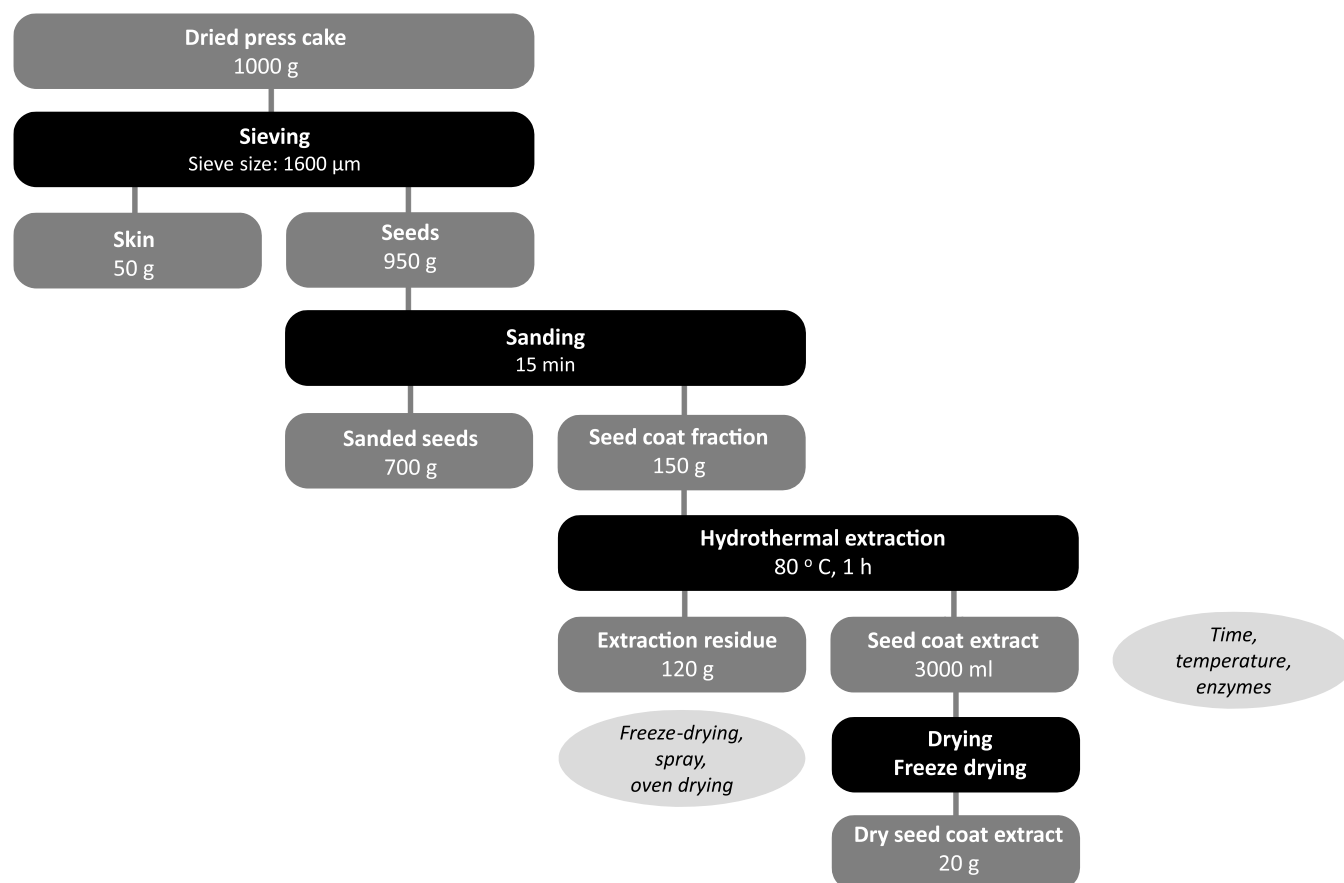 Dried press cake
1000 g
Sieving
Sieve size: 1600 µm
Skin
50 g
Seeds
950 g
Sanding
15 min
Sanded seeds
700 g
Seed coat fraction
150 g
Hydrothermal extraction
80 º C, 1 h
Extraction residue
120 g
Seed coat extract
3000 ml
Time,
temperature,
enzymes
Freeze-drying,
spray,
oven drying
Drying
Freeze drying
Dry seed coat extract
20 g